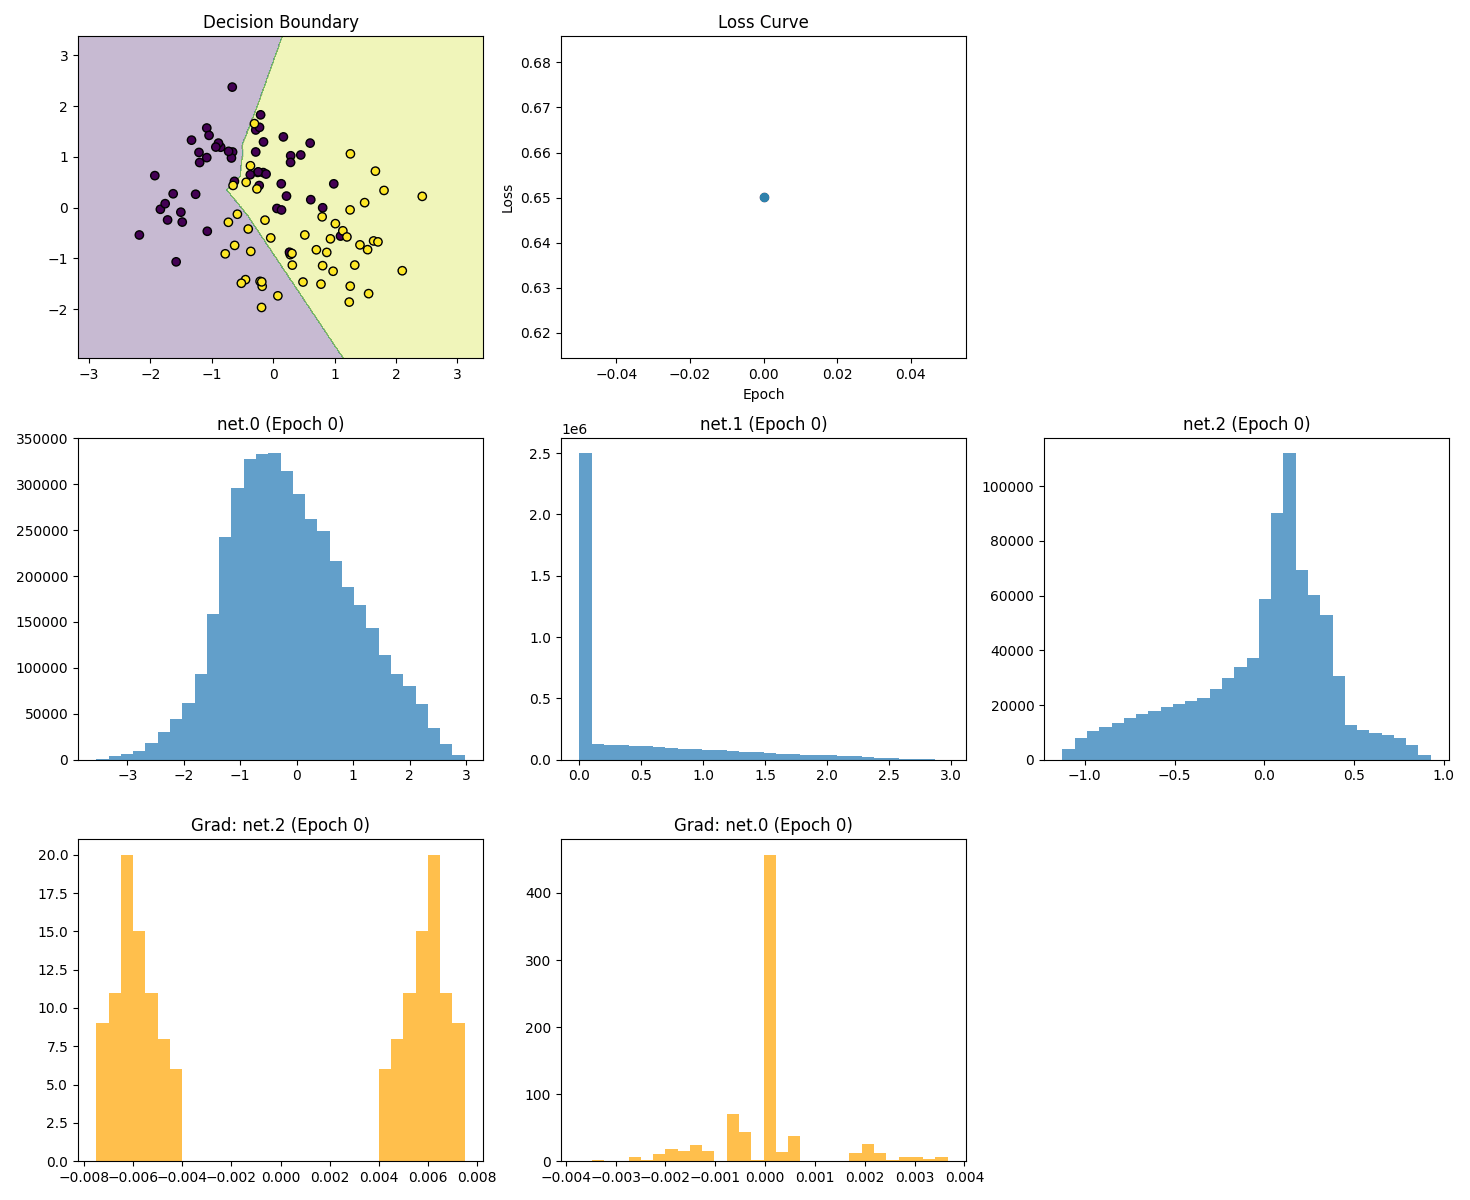 Decision Boundary
3
2
1
0
−1
−2
−3 −2 −1 0 1 2 3
Loss Curve
0.68
0.67
0.66
0.65
0.64
0.63
0.62
Loss
−0.04 −0.02 0.00 0.02 0.04
Epoch
net.0 (Epoch 0)
350000
300000
250000
200000
150000
100000
50000
0
−3 −2 −1 0 1 2 3
net.1 (Epoch 0)
1e6
2.5
2.0
1.5
1.0
0.5
0.0
0.0 0.5 1.0 1.5 2.0 2.5 3.0
net.2 (Epoch 0)
100000
80000
60000
40000
20000
0
−1.0 −0.5 0.0 0.5 1.0
Grad: net.2 (Epoch 0)
20.0
17.5
15.0
12.5
10.0
7.5
5.0
2.5
0.0
−0.008 −0.006 −0.004 −0.002 0.000 0.002 0.004 0.006 0.008
Grad: net.0 (Epoch 0)
400
300
200
100
0
−0.004 −0.003 −0.002 −0.001 0.000 0.001 0.002 0.003 0.004